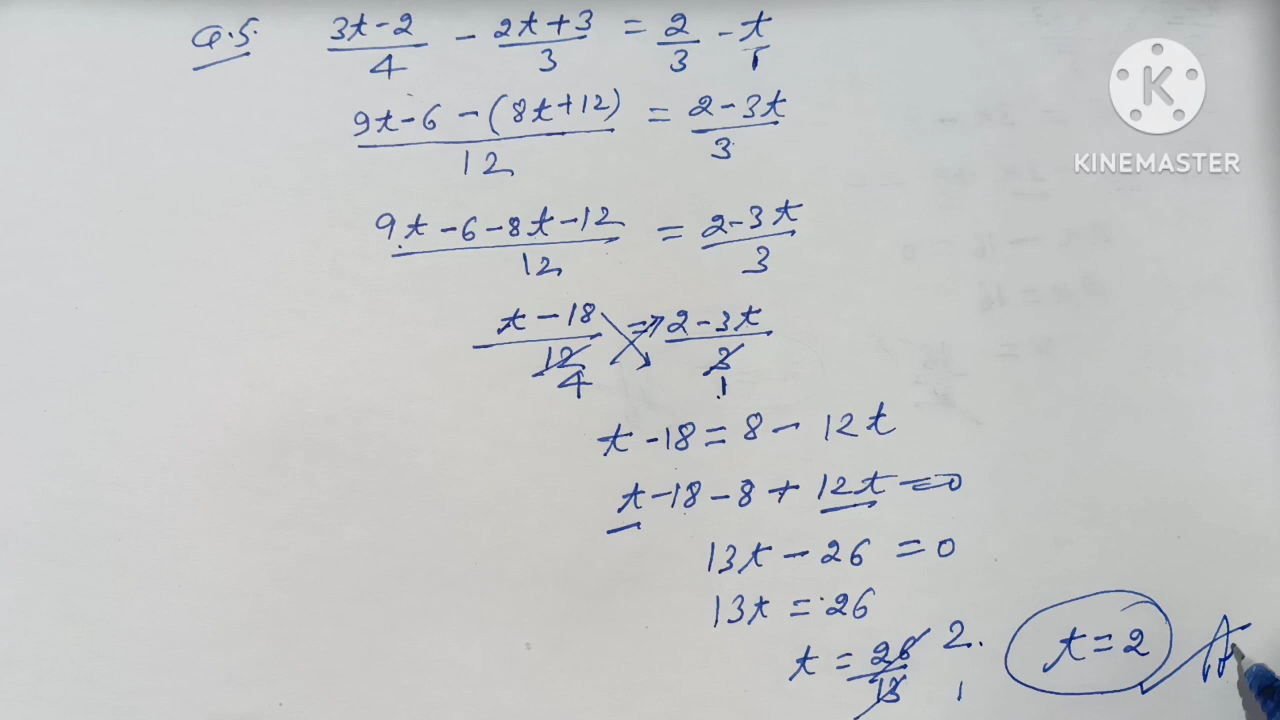 Q.5. (3t-2)/4 - (2t+3)/3 = 2/3 - t/1
(9t-6-(8t+12))/12 = (2-3t)/3
(9t-6-8t-12)/12 = (2-3t)/3
(t-18)/12 = (2-3t)/3
4 1
t-18 = 8-12t
t-18-8+12t=0
13t-26=0
13t=26
t = 26/13 2. 1
t=2
KINEMASTER